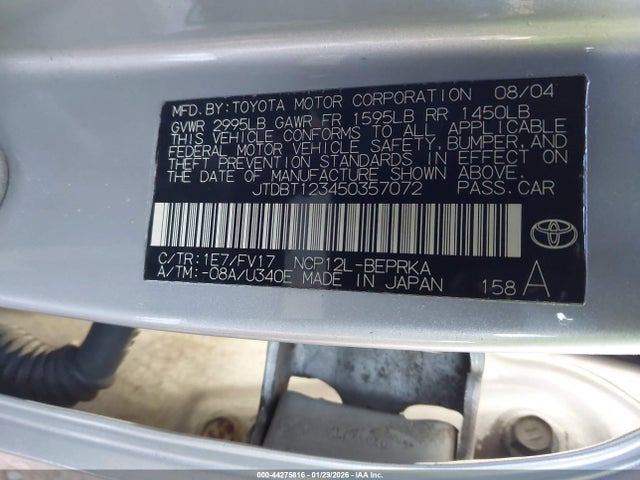 MFD. BY: TOYOTA MOTOR CORPORATION 08/04
GVWR 2995LB GAWR FR 1595LB RR 1450LB
THIS VEHICLE CONFORMS TO ALL APPLICABLE
FEDERAL MOTOR VEHICLE SAFETY, BUMPER, AND
THEFT PREVENTION STANDARDS IN EFFECT ON
THE DATE OF MANUFACTURE SHOWN ABOVE.
JTDBT123450357072 PASS. CAR
C/TR: 1E7/FV17 NCP12L-BEPRKA
A/TM: -08A/U340E MADE IN JAPAN 158 A
000-44275816 - 01/29/2026 - IAA, Inc.